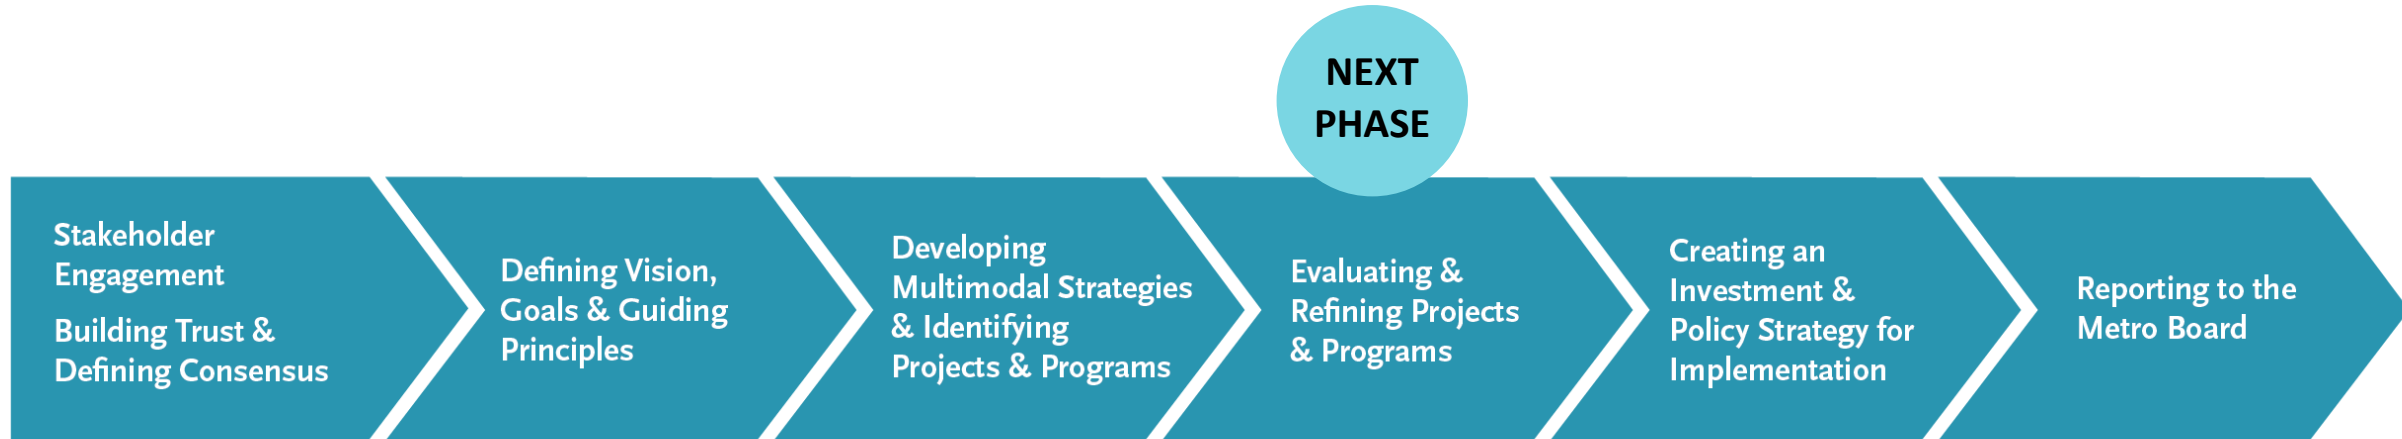 NEXT
PHASE
Stakeholder
Engagement
Building Trust &
Defining Consensus
Defining Vision,
Goals & Guiding
Principles
Developing
Multimodal Strategies
& Identifying
Projects & Programs
Evaluating &
Refining Projects
& Programs
Creating an
Investment &
Policy Strategy for
Implementation
Reporting to the
Metro Board